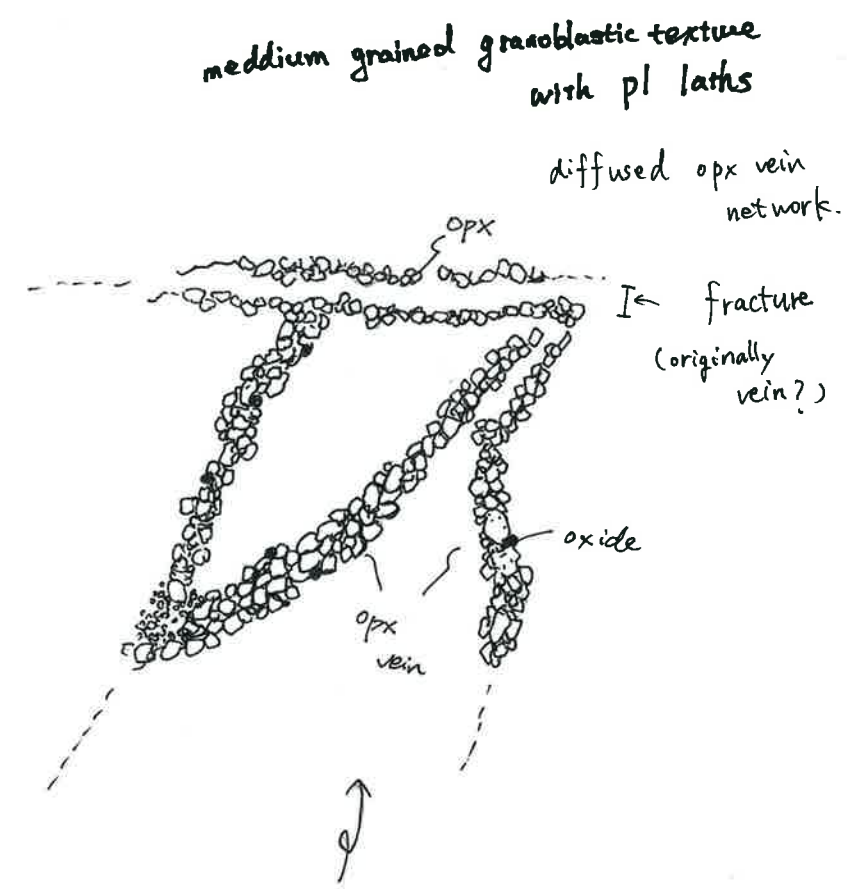 meddium grained granoblastic texture
with pl laths
diffused opx vein
network.
opx
fracture
(originally
vein?)
oxide
opx
vein